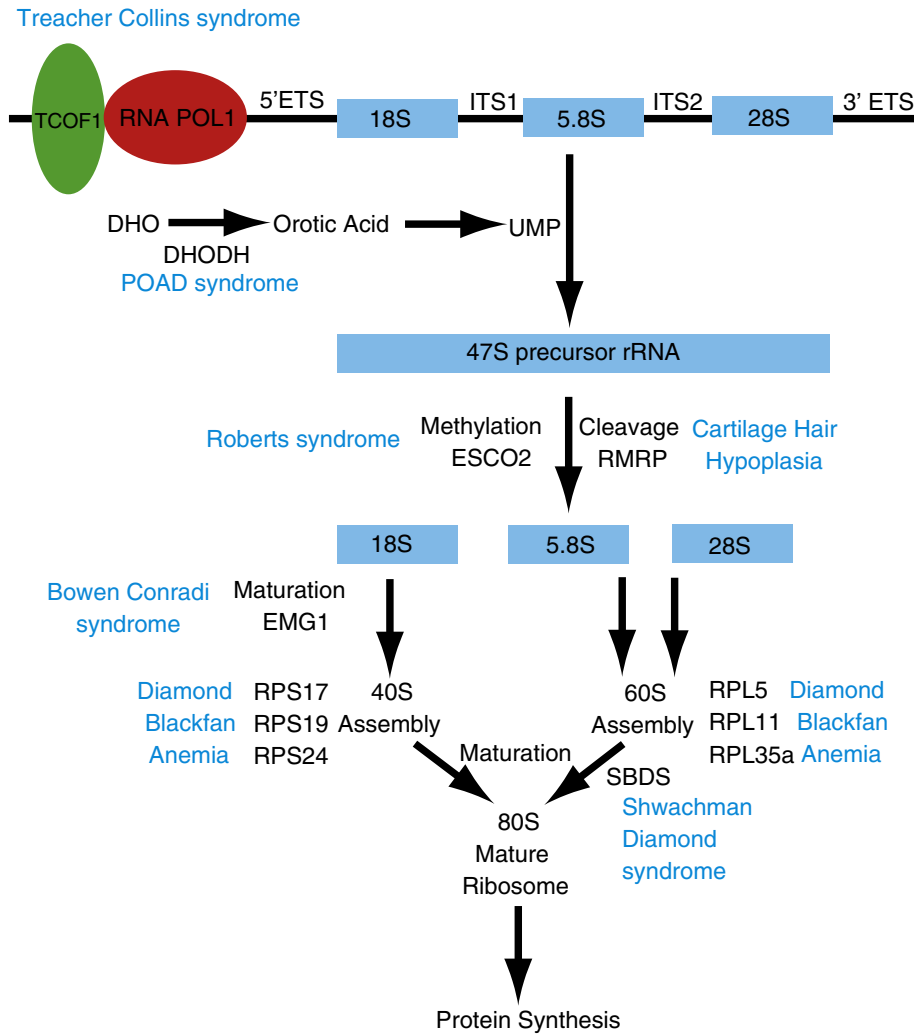 Treacher Collins syndrome
TCOF1
RNA POL1
5'ETS
18S
ITS1
5.8S
ITS2
28S
3' ETS
DHO
Orotic Acid
UMP
DHODH
POAD syndrome
47S precursor rRNA
Roberts syndrome
Methylation
ESCO2
Cleavage
RMRP
Cartilage Hair
Hypoplasia
18S
5.8S
28S
Bowen Conradi
syndrome
Maturation
EMG1
Diamond
Blackfan
Anemia
RPS17
RPS19
RPS24
40S
Assembly
60S
Assembly
RPL5
RPL11
RPL35a
Diamond
Blackfan
Anemia
Maturation
SBDS
Shwachman
Diamond
syndrome
80S
Mature
Ribosome
Protein Synthesis